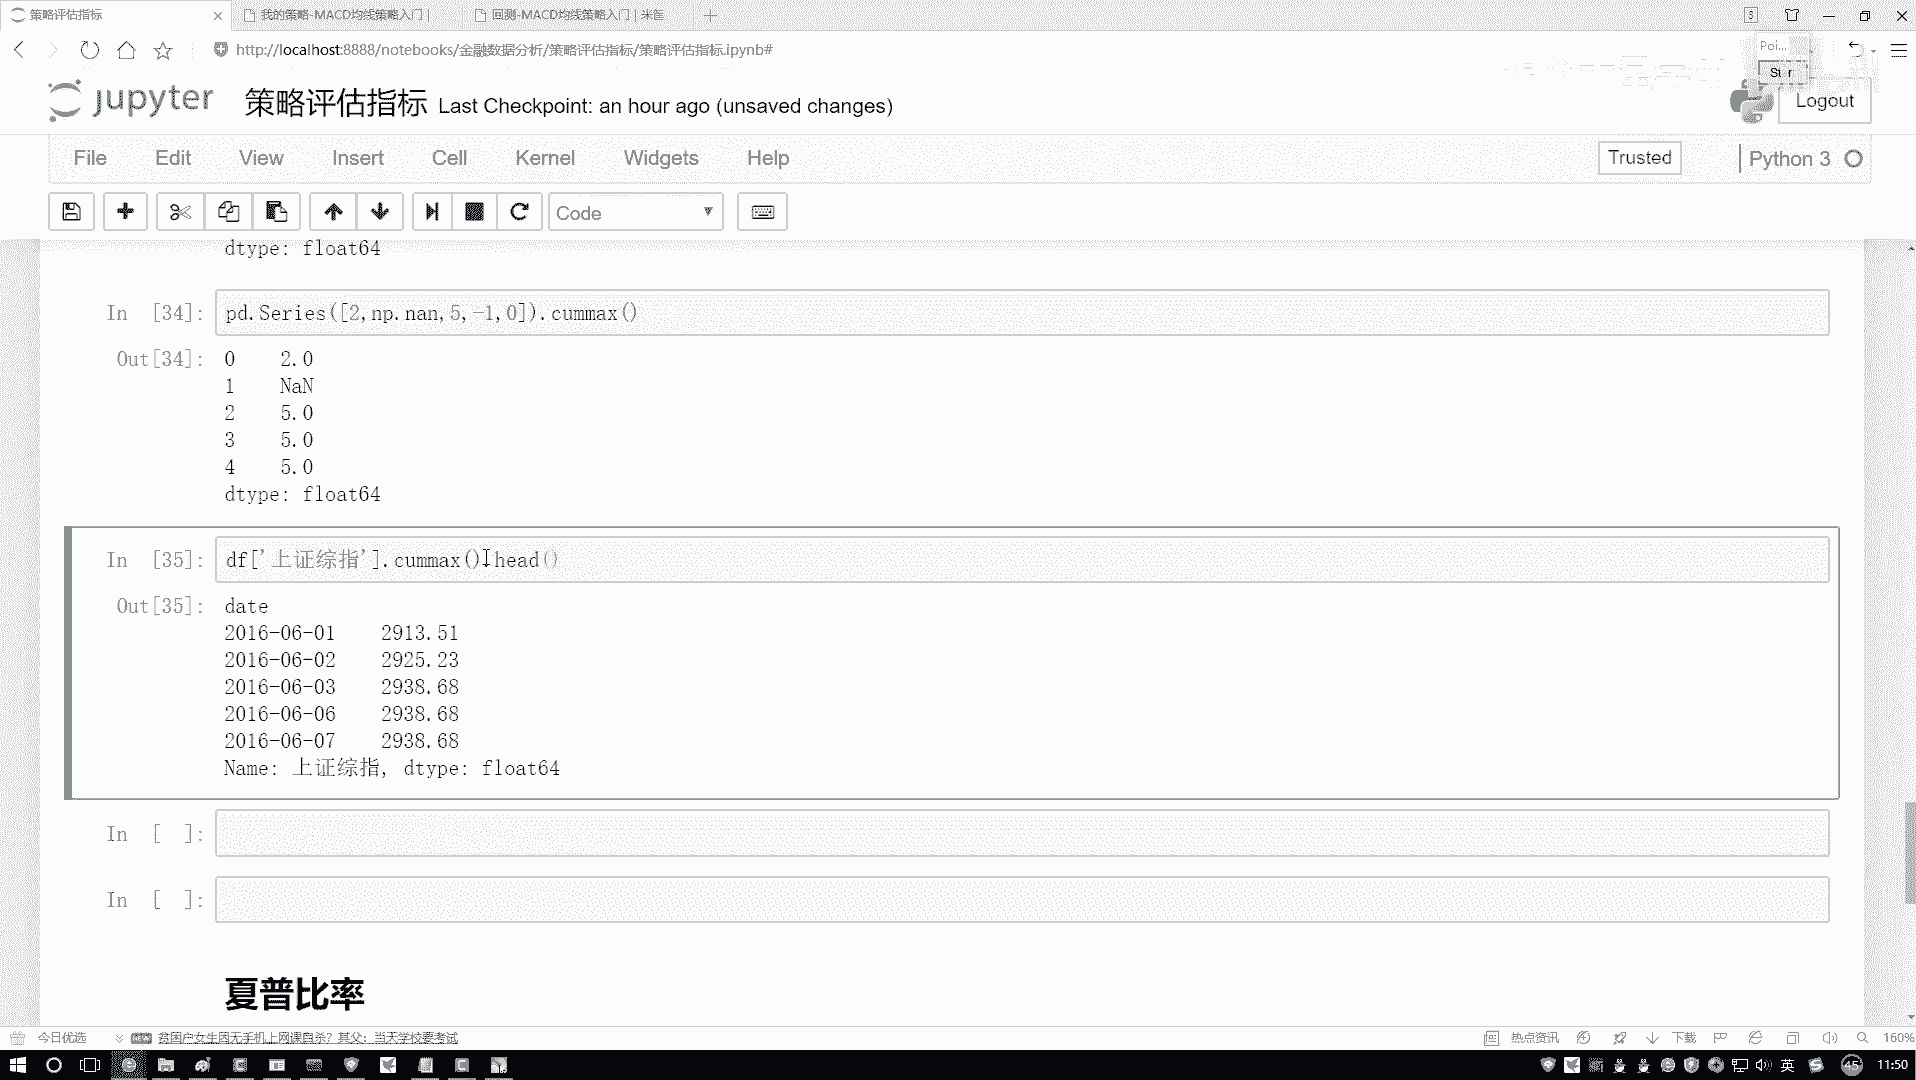 策略评估指标
我的策略-MACD均线策略入门 |
回测-MACD均线策略入门 | 米筐
http://localhost:8888/notebooks/金融数据分析/策略评估指标/策略评估指标.ipynb#
Poi...
Star
jupyter 策略评估指标 Last Checkpoint: an hour ago (unsaved changes)
Logout
File Edit View Insert Cell Kernel Widgets Help
Trusted
Python 3
Code
dtype: float64
In [34]: pd.Series([2,np.nan,5,-1,0]).cummax()
Out[34]: 0 2.0
1 NaN
2 5.0
3 5.0
4 5.0
dtype: float64
In [35]: df['上证综指'].cummax().head()
Out[35]: date
2016-06-01 2913.51
2016-06-02 2925.23
2016-06-03 2938.68
2016-06-06 2938.68
2016-06-07 2938.68
Name: 上证综指, dtype: float64
In [ ]:
In [ ]:
夏普比率
今日优选
NEW 贫困户女生因无手机上网课自杀？其父：当天学校要考试
热点资讯
下载
160%
英
45
11:50